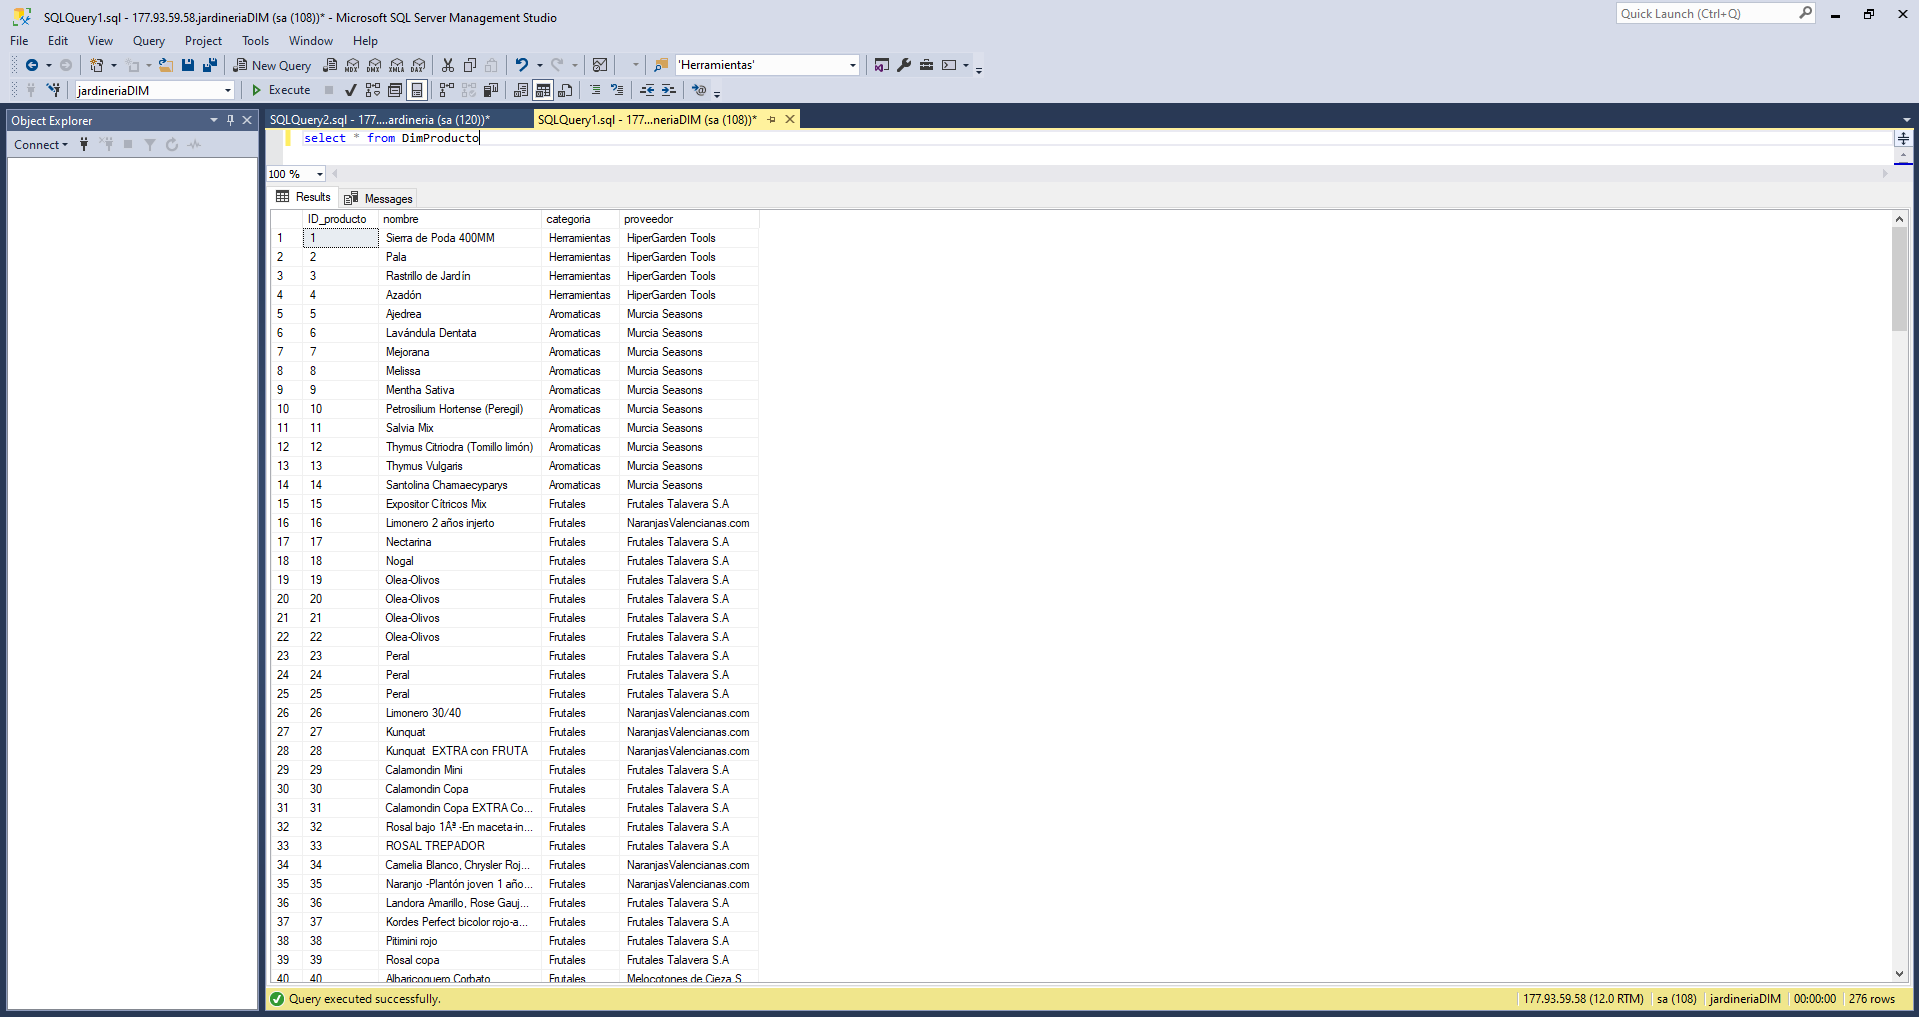 SQLQuery1.sql - 177.93.59.58.jardineriaDIM (sa (108))* - Microsoft SQL Server Management Studio
Quick Launch (Ctrl+Q)
File Edit View Query Project Tools Window Help
New Query MDX DMX XMLA DAX 'Herramientas'
jardineriaDIM Execute
Object Explorer
Connect
SQLQuery2.sql - 177....ardineria (sa (120))* SQLQuery1.sql - 177...neriaDIM (sa (108))*
select * from DimProducto
100 %
Results Messages
ID_producto nombre categoria proveedor
1 1 Sierra de Poda 400MM Herramientas HiperGarden Tools
2 2 Pala Herramientas HiperGarden Tools
3 3 Rastrillo de Jardín Herramientas HiperGarden Tools
4 4 Azadón Herramientas HiperGarden Tools
5 5 Ajedrea Aromaticas Murcia Seasons
6 6 Lavándula Dentata Aromaticas Murcia Seasons
7 7 Mejorana Aromaticas Murcia Seasons
8 8 Melissa Aromaticas Murcia Seasons
9 9 Mentha Sativa Aromaticas Murcia Seasons
10 10 Petrosilium Hortense (Peregil) Aromaticas Murcia Seasons
11 11 Salvia Mix Aromaticas Murcia Seasons
12 12 Thymus Citriodra (Tomillo limón) Aromaticas Murcia Seasons
13 13 Thymus Vulgaris Aromaticas Murcia Seasons
14 14 Santolina Chamaecyparys Aromaticas Murcia Seasons
15 15 Expositor Cítricos Mix Frutales Frutales Talavera S.A
16 16 Limonero 2 años injerto Frutales NaranjasValencianas.com
17 17 Nectarina Frutales Frutales Talavera S.A
18 18 Nogal Frutales Frutales Talavera S.A
19 19 Olea-Olivos Frutales Frutales Talavera S.A
20 20 Olea-Olivos Frutales Frutales Talavera S.A
21 21 Olea-Olivos Frutales Frutales Talavera S.A
22 22 Olea-Olivos Frutales Frutales Talavera S.A
23 23 Peral Frutales Frutales Talavera S.A
24 24 Peral Frutales Frutales Talavera S.A
25 25 Peral Frutales Frutales Talavera S.A
26 26 Limonero 30/40 Frutales NaranjasValencianas.com
27 27 Kunquat Frutales NaranjasValencianas.com
28 28 Kunquat EXTRA con FRUTA Frutales NaranjasValencianas.com
29 29 Calamondin Mini Frutales Frutales Talavera S.A
30 30 Calamondin Copa Frutales Frutales Talavera S.A
31 31 Calamondin Copa EXTRA Co... Frutales Frutales Talavera S.A
32 32 Rosal bajo 1Âª -En maceta-in... Frutales Frutales Talavera S.A
33 33 ROSAL TREPADOR Frutales Frutales Talavera S.A
34 34 Camelia Blanco, Chrysler Roj... Frutales NaranjasValencianas.com
35 35 Naranjo -Plantón joven 1 año... Frutales NaranjasValencianas.com
36 36 Landora Amarillo, Rose Gauj... Frutales Frutales Talavera S.A
37 37 Kordes Perfect bicolor rojo-a... Frutales Frutales Talavera S.A
38 38 Pitimini rojo Frutales Frutales Talavera S.A
39 39 Rosal copa Frutales Frutales Talavera S.A
40 40 Albaricoquero Corbato Frutales Melocotones de Cieza S.
Query executed successfully. 177.93.59.58 (12.0 RTM) sa (108) jardineriaDIM 00:00:00 276 rows